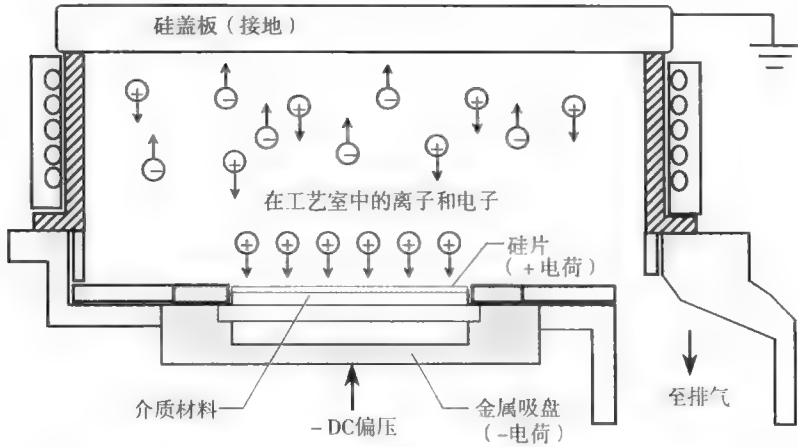 硅盖板（接地）
在工艺室中的离子和电子
硅片
（+电荷）
至排气
介质材料
-DC偏压
金属吸盘
（-电荷）